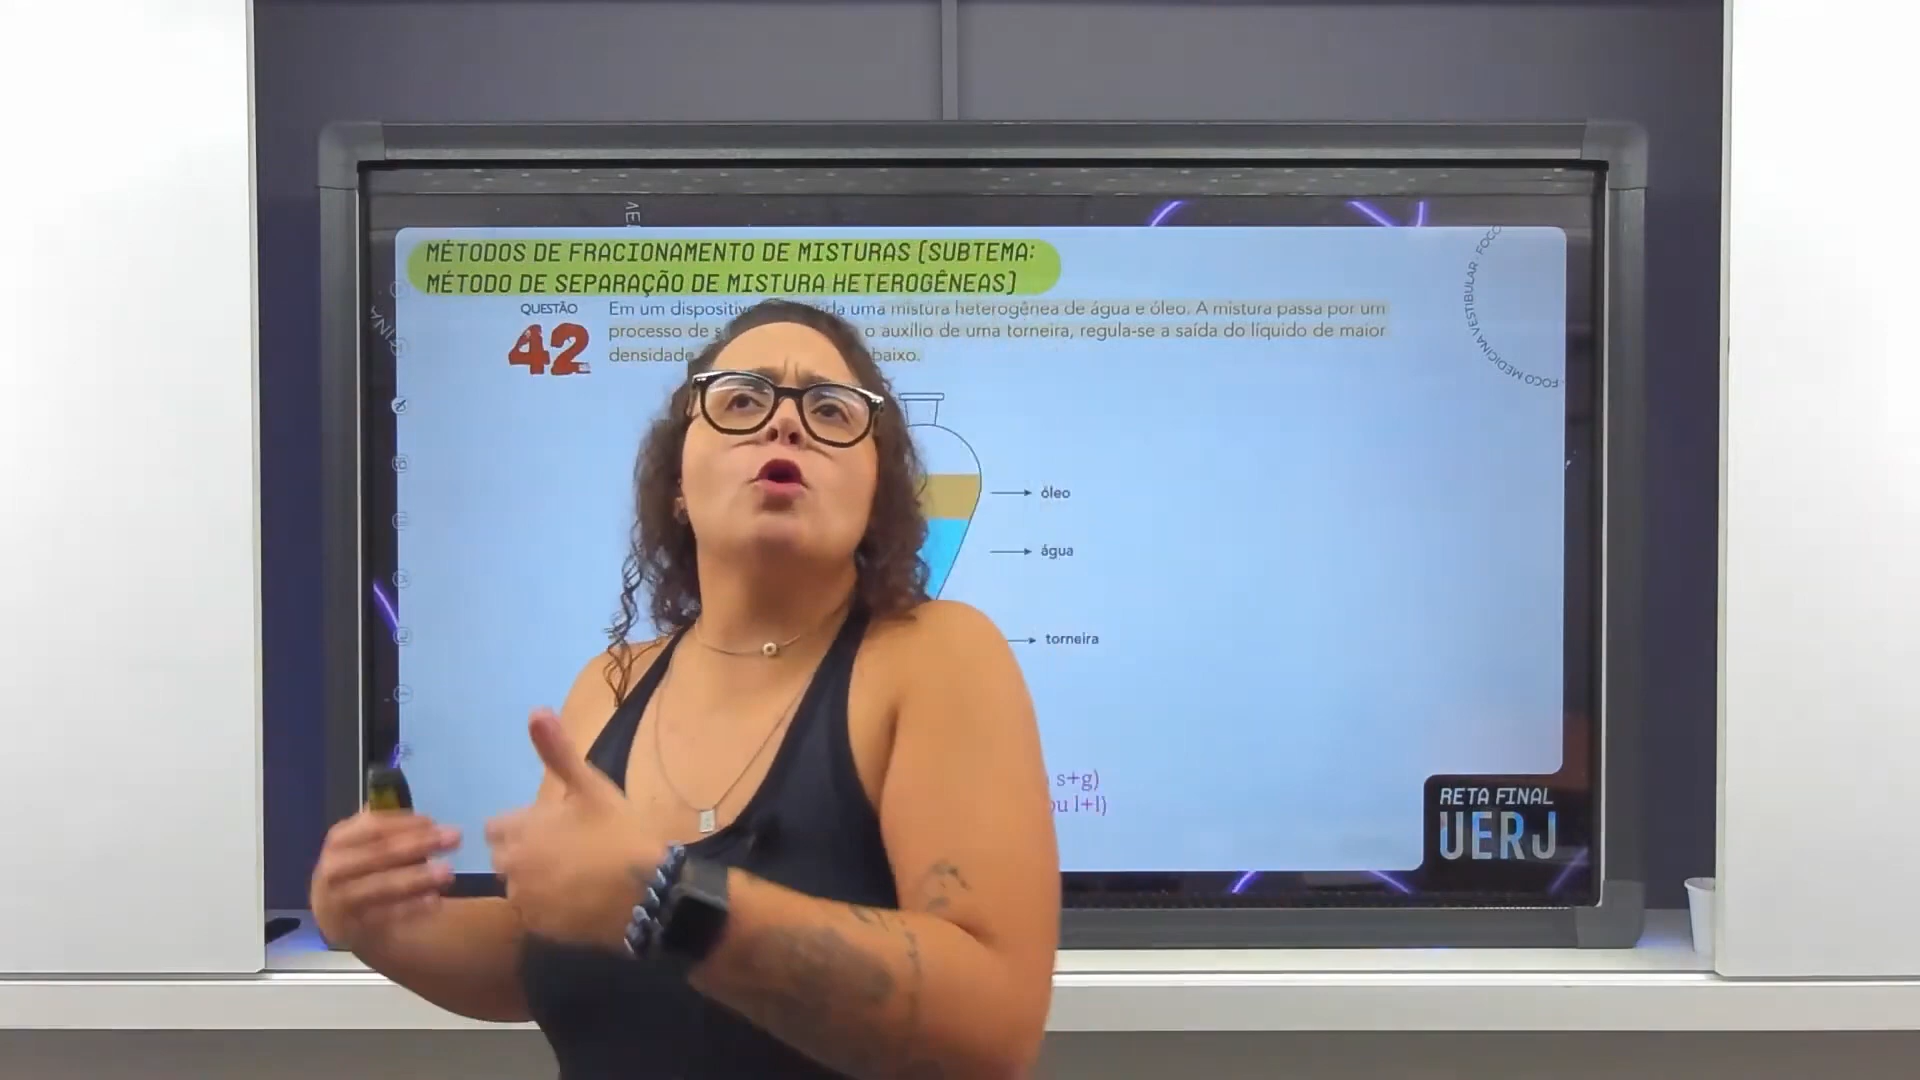 MÉTODOS DE FRACIONAMENTO DE MISTURAS (SUBTEMA:
MÉTODO DE SEPARAÇÃO DE MISTURA HETEROGÊNEAS)
QUESTÃO
42
Em um dispositivo uma mistura heterogênea de água e óleo. A mistura passa por um
processo de o auxílio de uma torneira, regula-se a saída do líquido de maior
densidade
óleo
água
torneira
s+g)
l+l)
FOCO MEDICINA VESTIBULAR · FOCO
RETA FINAL
UERJ